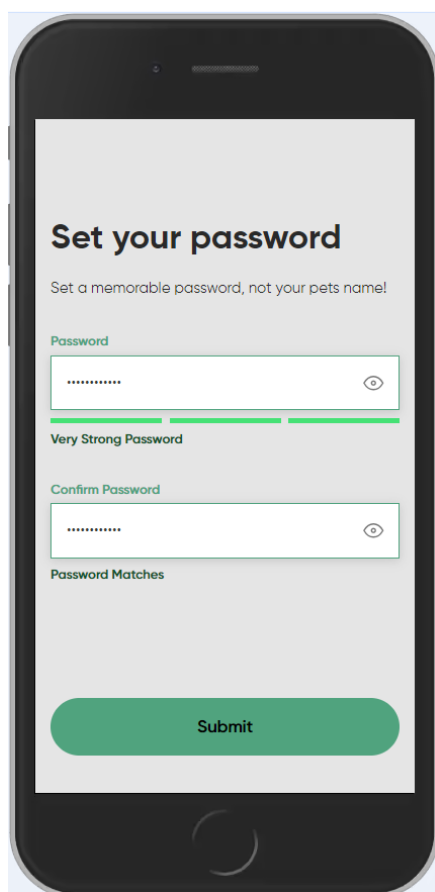 Set your password
Set a memorable password, not your pets name!
Password
••••••••••••
Very Strong Password
Confirm Password
••••••••••••
Password Matches
Submit